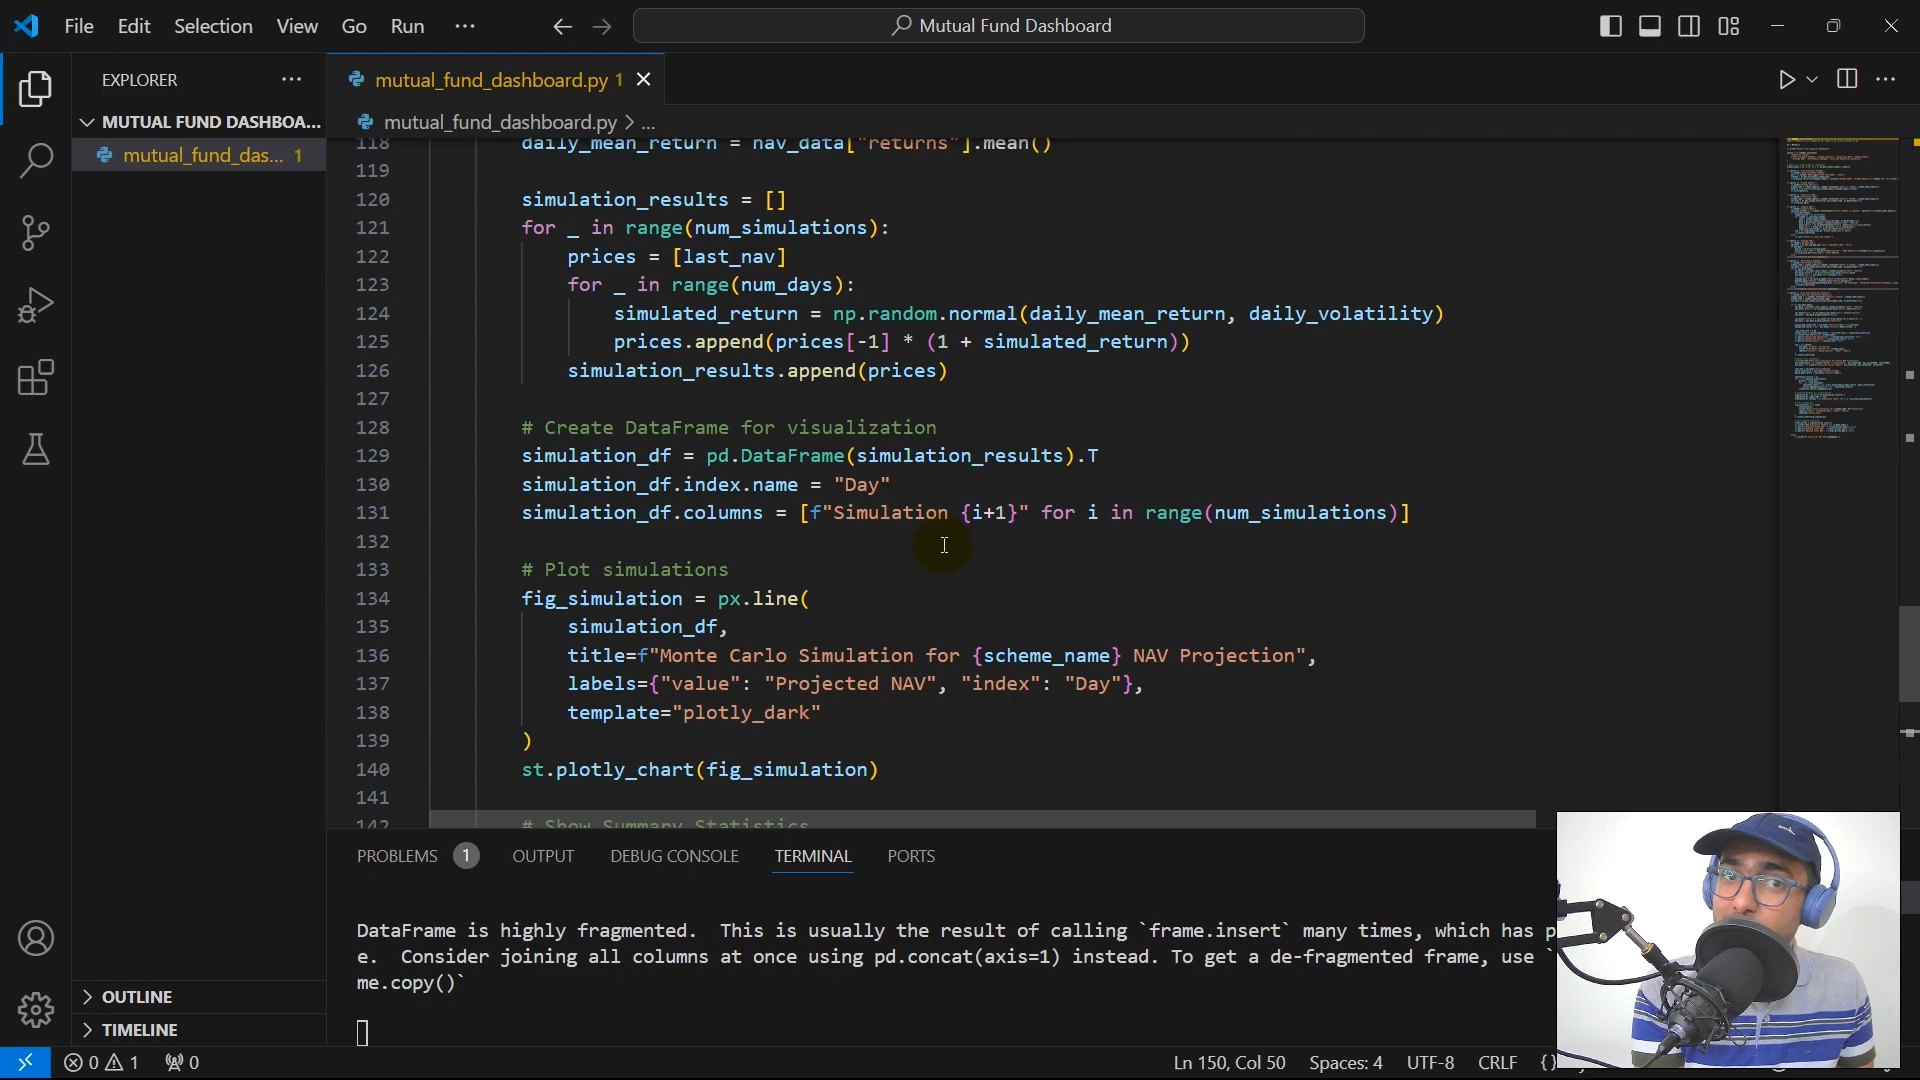 File Edit Selection View Go Run ···
Mutual Fund Dashboard
EXPLORER
mutual_fund_dashboard.py 1
MUTUAL FUND DASHBOA...
mutual_fund_dashboard.py > ...
mutual_fund_das... 1
118 daily_mean_return = nav_data["returns"].mean()
119
120 simulation_results = []
121 for _ in range(num_simulations):
122 prices = [last_nav]
123 for _ in range(num_days):
124 simulated_return = np.random.normal(daily_mean_return, daily_volatility)
125 prices.append(prices[-1] * (1 + simulated_return))
126 simulation_results.append(prices)
127
128 # Create DataFrame for visualization
129 simulation_df = pd.DataFrame(simulation_results).T
130 simulation_df.index.name = "Day"
131 simulation_df.columns = [f"Simulation {i+1}" for i in range(num_simulations)]
132
133 # Plot simulations
134 fig_simulation = px.line(
135 simulation_df,
136 title=f"Monte Carlo Simulation for {scheme_name} NAV Projection",
137 labels={"value": "Projected NAV", "index": "Day"},
138 template="plotly_dark"
139 )
140 st.plotly_chart(fig_simulation)
141
142 # Show Summary Statistics
PROBLEMS 1 OUTPUT DEBUG CONSOLE TERMINAL PORTS
DataFrame is highly fragmented. This is usually the result of calling `frame.insert` many times, which has p
e. Consider joining all columns at once using pd.concat(axis=1) instead. To get a de-fragmented frame, use `
me.copy()`
OUTLINE
TIMELINE
0 1 0
Ln 150, Col 50 Spaces: 4 UTF-8 CRLF {}